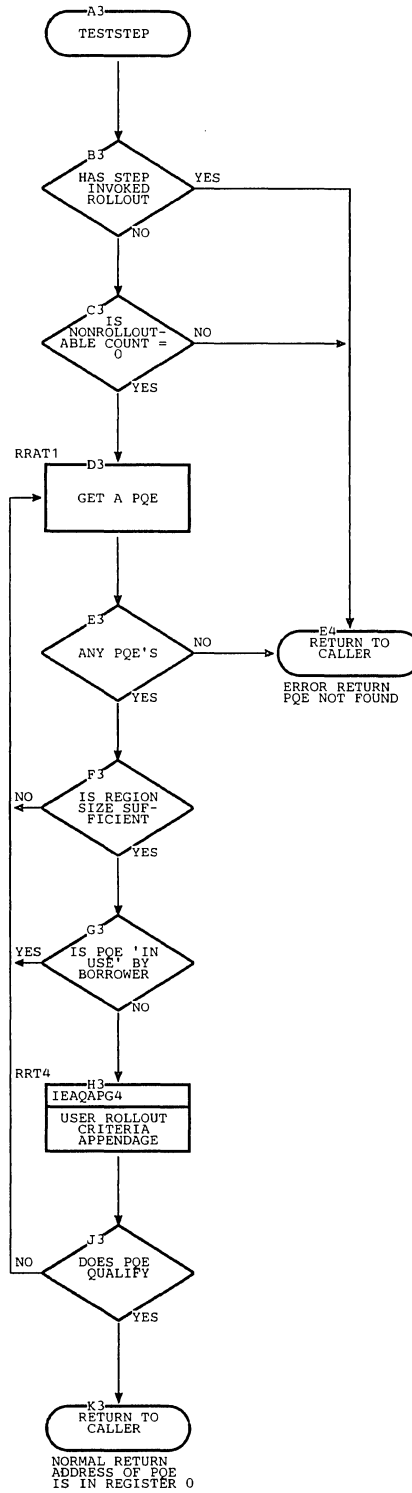 A3
TESTSTEP
B3
HAS STEP
INVOKED
ROLLOUT
YES
NO
C3
IS
NONROLLOUT-
ABLE COUNT =
0
NO
YES
RRAT1
D3
GET A PQE
E3
ANY PQE'S
NO
YES
E4
RETURN TO
CALLER
ERROR RETURN
PQE NOT FOUND
F3
IS REGION
SIZE SUF-
FICIENT
NO
YES
G3
IS PQE 'IN
USE' BY
BORROWER
YES
NO
RRT4
H3
IEAQAPG4
USER ROLLOUT
CRITERIA
APPENDAGE
J3
DOES PQE
QUALIFY
NO
YES
K3
RETURN TO
CALLER
NORMAL RETURN
ADDRESS OF PQE
IS IN REGISTER 0